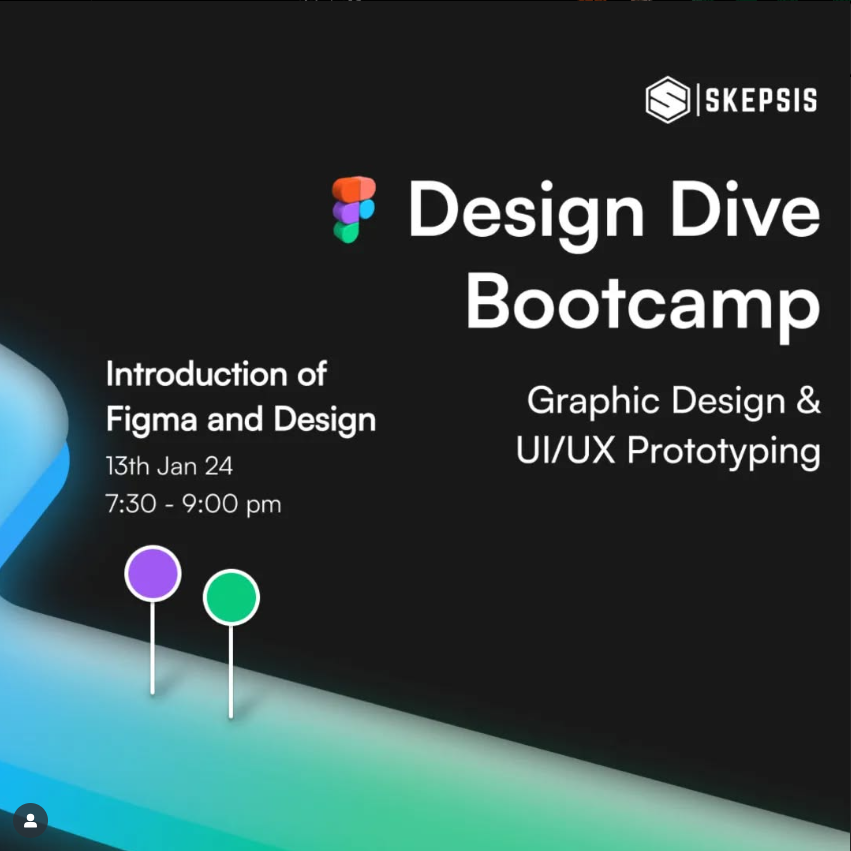 SKEPSIS
Design Dive
Bootcamp
Graphic Design &
UI/UX Prototyping
Introduction of
Figma and Design
13th Jan 24
7:30 - 9:00 pm